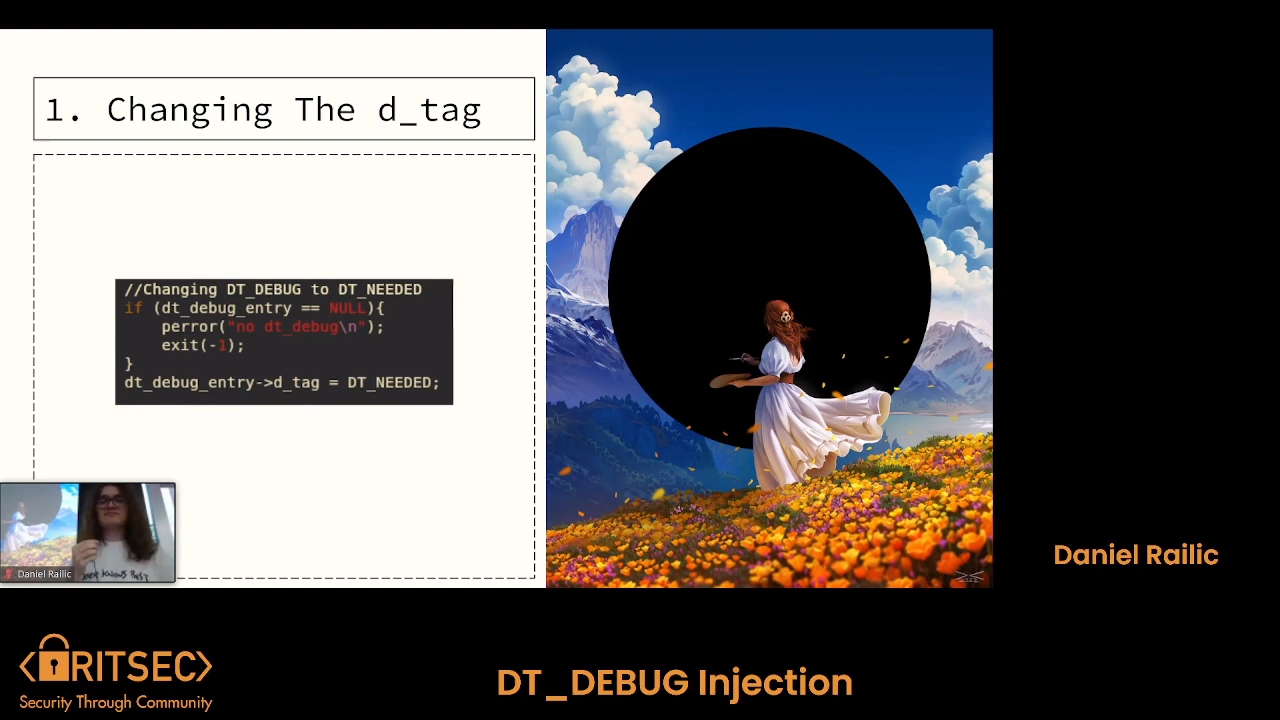 1. Changing The d_tag
//Changing DT_DEBUG to DT_NEEDED
if (dt_debug_entry == NULL){
perror("no dt_debug\n");
exit(-1);
}
dt_debug_entry->d_tag = DT_NEEDED;
Daniel Railic
Daniel Railic
RITSEC
Security Through Community
DT_DEBUG Injection